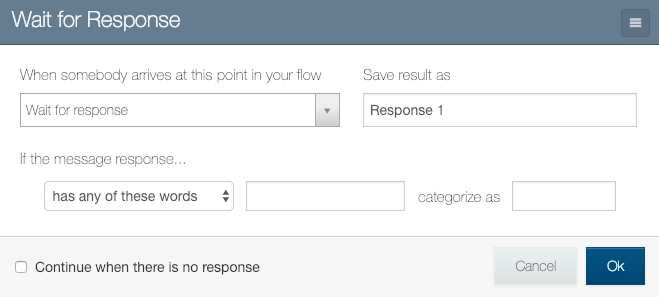 Wait for Response
When somebody arrives at this point in your flow
Save result as
Wait for response
Response 1
If the message response...
has any of these words
categorize as
Continue when there is no response
Cancel
Ok